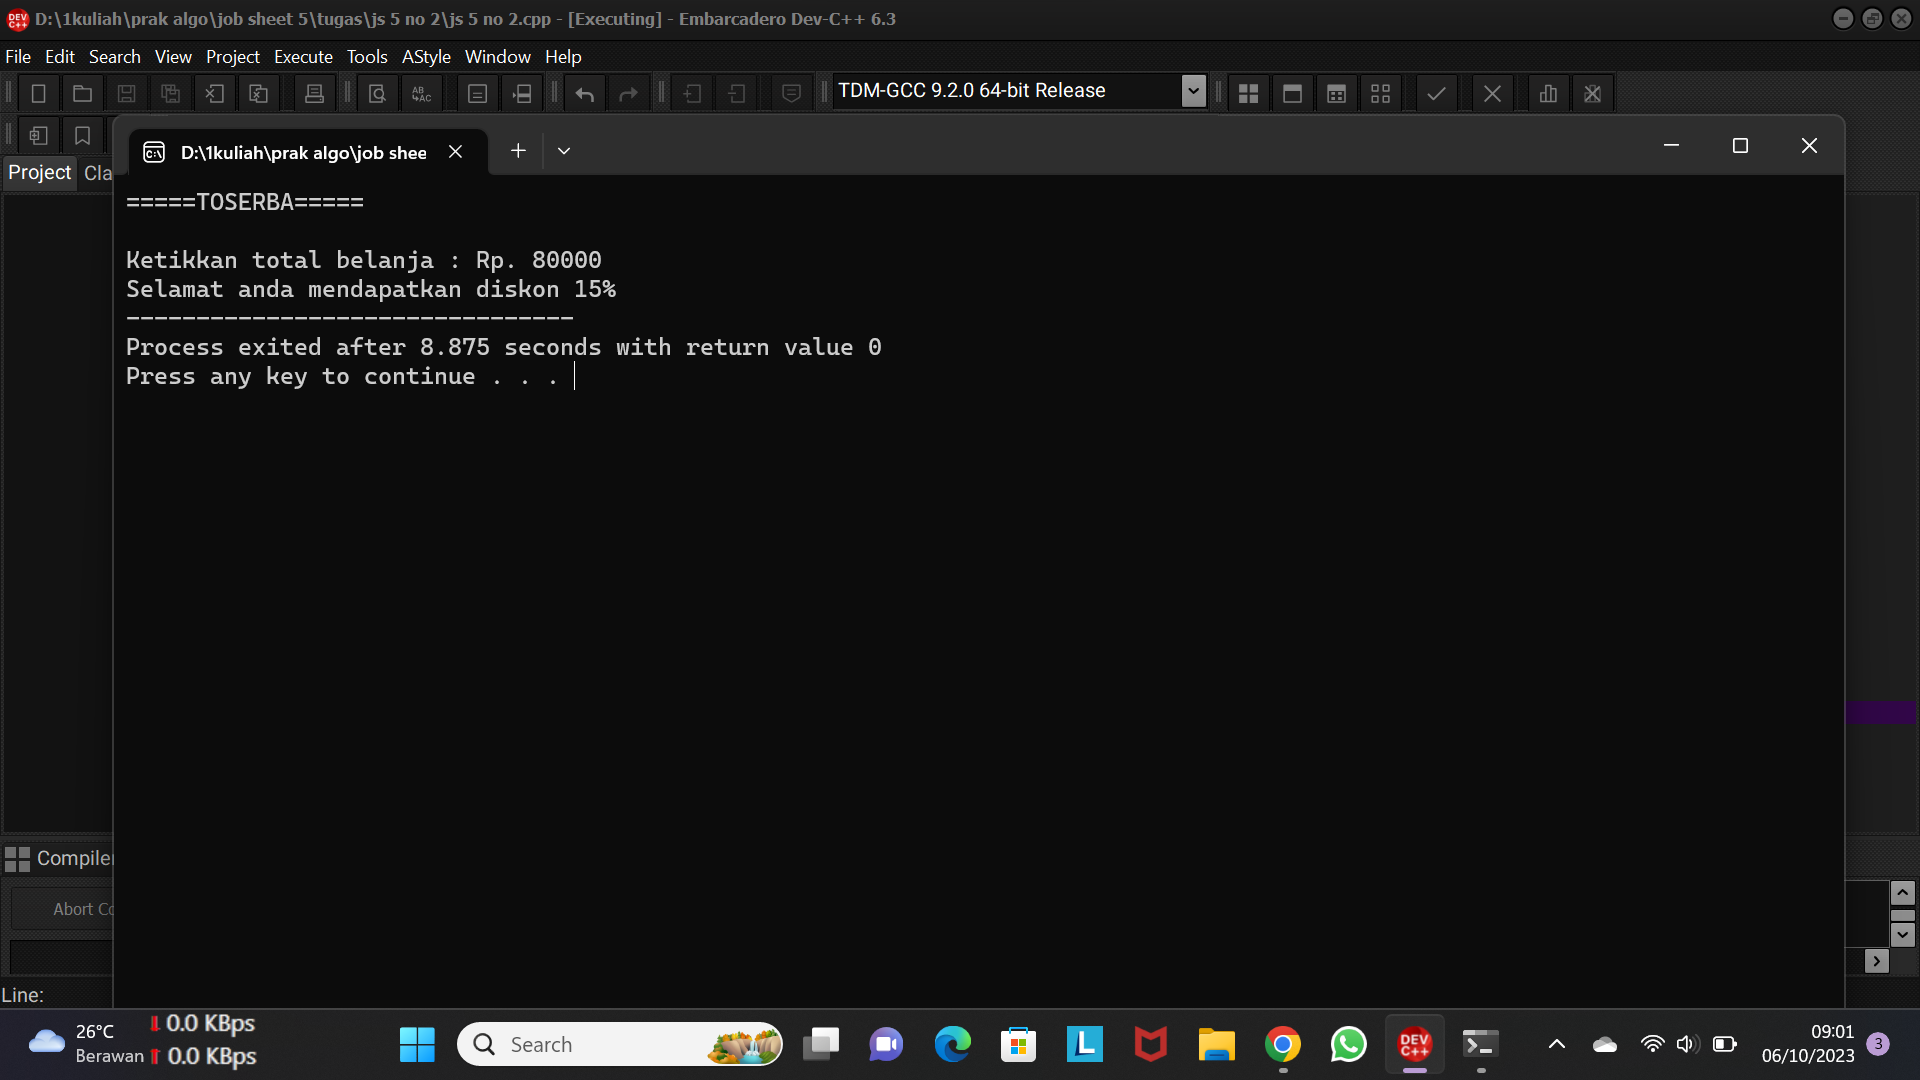 D:\1kuliah\prak algo\job sheet 5\tugas\js 5 no 2\js 5 no 2.cpp - [Executing] - Embarcadero Dev-C++ 6.3
File Edit Search View Project Execute Tools AStyle Window Help
TDM-GCC 9.2.0 64-bit Release
D:\1kuliah\prak algo\job shee
Project Cla
=====TOSERBA=====
Ketikkan total belanja : Rp. 80000
Selamat anda mendapatkan diskon 15%
--------------------------------
Process exited after 8.875 seconds with return value 0
Press any key to continue . . .
Compiler
Abort Co
Line:
26°C
Berawan
0.0 KBps
0.0 KBps
Search
DEV C++
09:01
06/10/2023
3